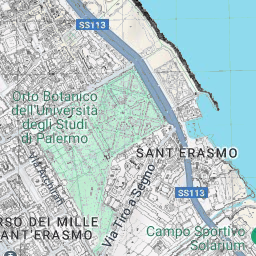 SS113
Orto Botanico
dell'Università
degli Studi
di Palermo
SANT'ERASMO
SS113
Via Tiro a Segno
RSO DEI MILLE
SANT'ERASMO
Campo Sportivo
Solarium